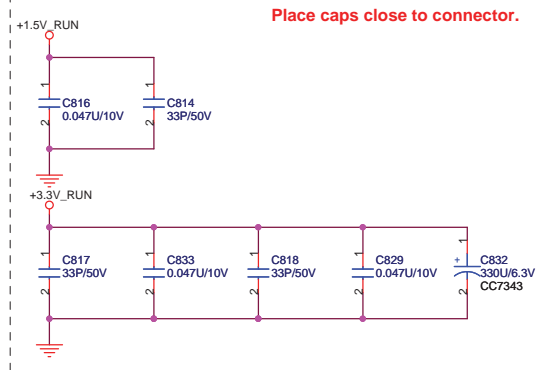 Place caps close to connector.
+1.5V_RUN
1 1
C816 C814
0.047U/10V 33P/50V
2 2
+3.3V_RUN
1 1 1 1 1
C817 C833 C818 C829 + C832
33P/50V 0.047U/10V 33P/50V 0.047U/10V 330U/6.3V
2 2 2 2 2 CC7343